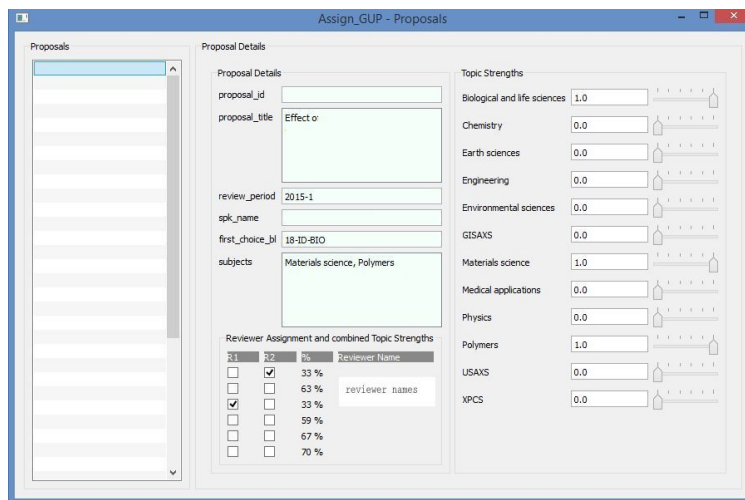 Assign_GUP - Proposals
Proposals
Proposal Details
Proposal Details
proposal_id
proposal_title Effect of
review_period 2015-1
spk_name
first_choice_bl 18-ID-BIO
subjects Materials science, Polymers
Reviewer Assignment and combined Topic Strengths
R1 R2 % Reviewer Name
33 %
63 %
33 %
59 %
67 %
70 %
reviewer names
Topic Strengths
Biological and life sciences 1.0
Chemistry 0.0
Earth sciences 0.0
Engineering 0.0
Environmental sciences 0.0
GISAXS 0.0
Materials science 1.0
Medical applications 0.0
Physics 0.0
Polymers 1.0
USAXS 0.0
XPCS 0.0